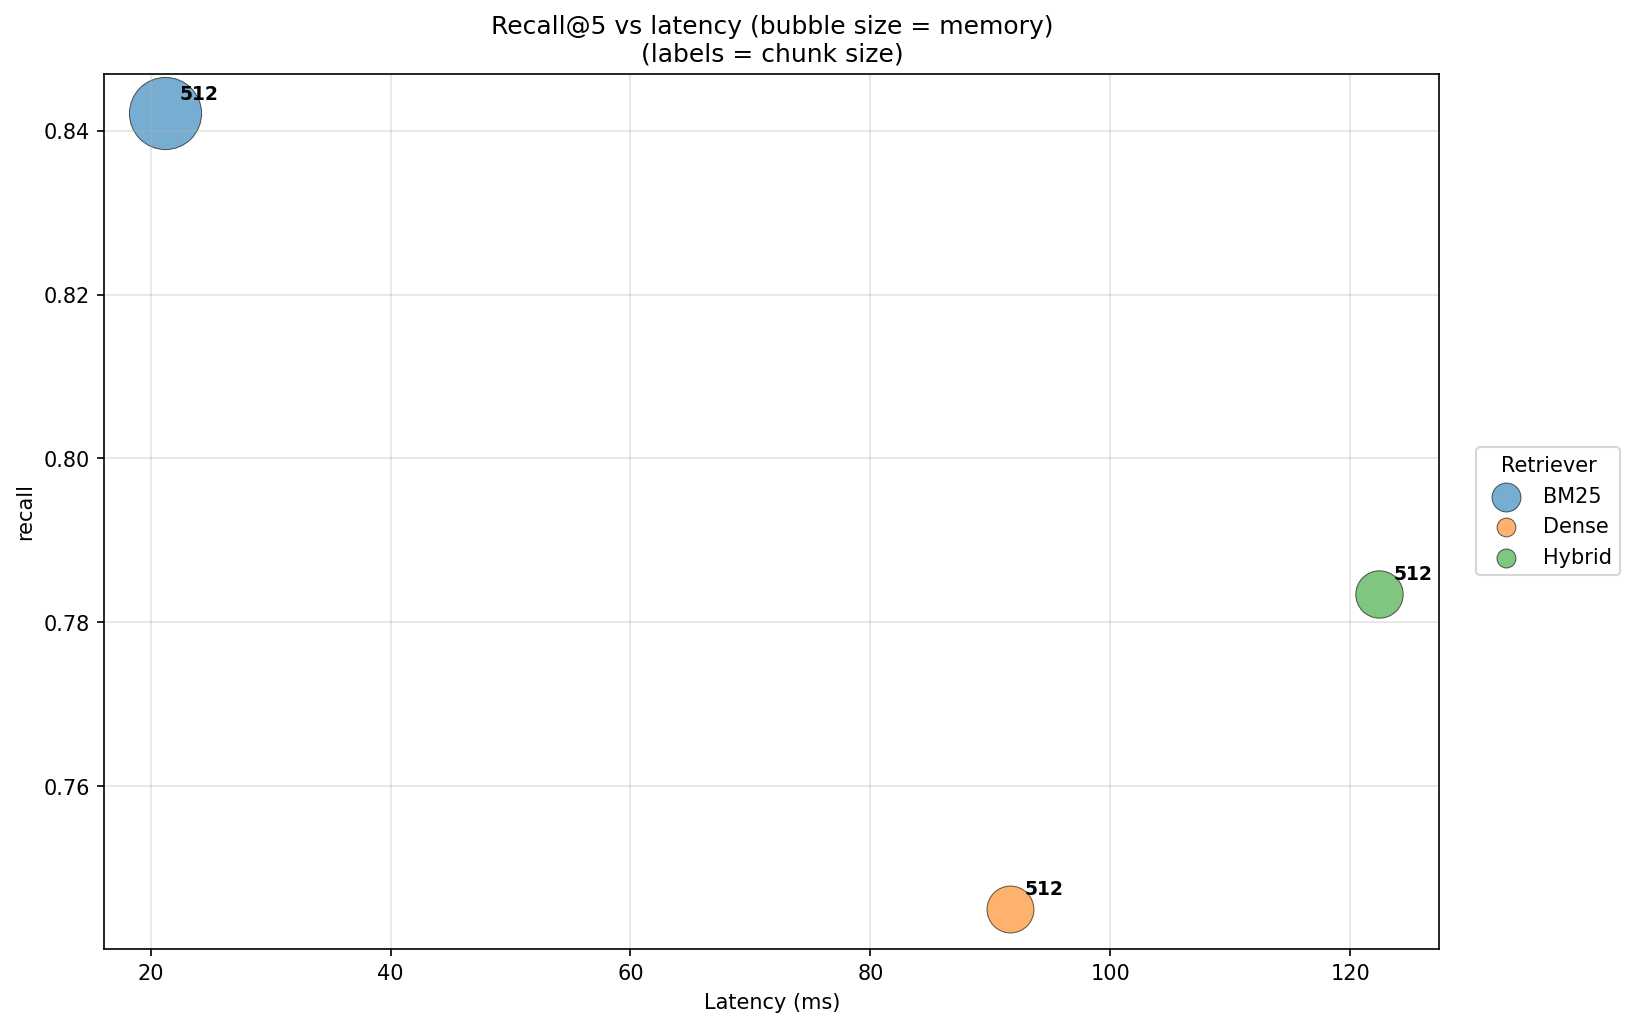 Recall@5 vs latency (bubble size = memory)
(labels = chunk size)
512
0.84
0.82
0.80
0.78
0.76
recall
512
512
20
40
60
80
100
120
Latency (ms)
Retriever
BM25
Dense
Hybrid